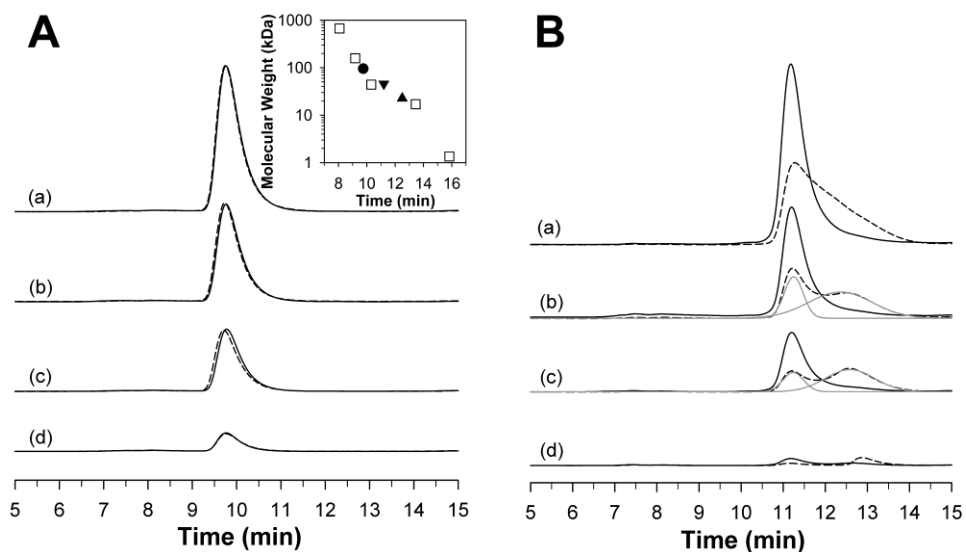 A
Molecular Weight (kDa)
1000
100
10
1
8 10 12 14 16
Time (min)
(a)
(b)
(c)
(d)
5 6 7 8 9 10 11 12 13 14 15
Time (min)
B
(a)
(b)
(c)
(d)
5 6 7 8 9 10 11 12 13 14 15
Time (min)